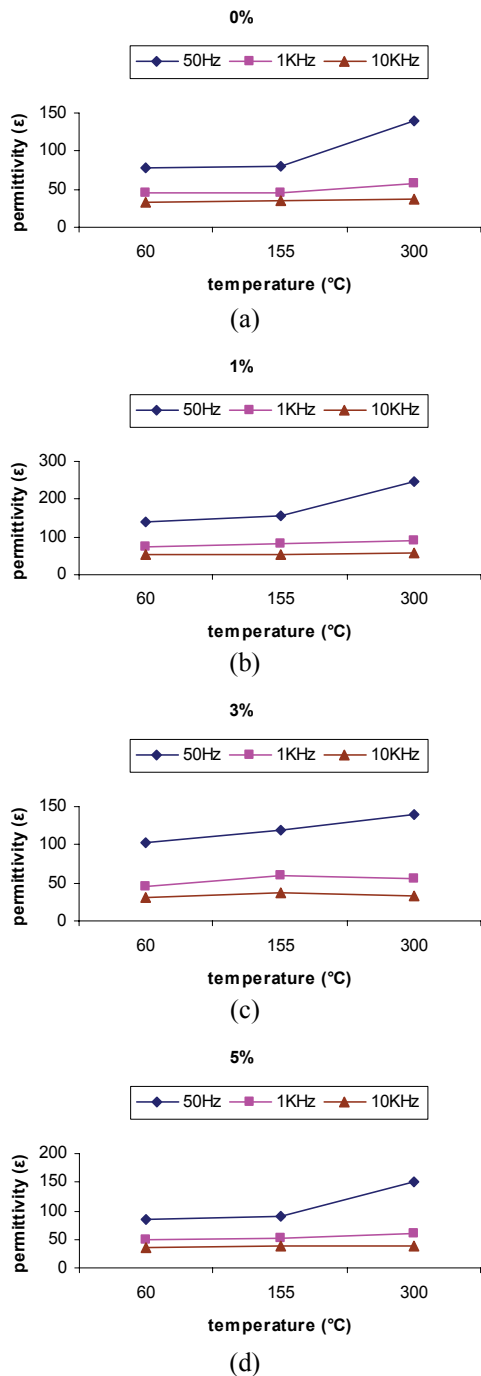 0%
50Hz 1KHz 10KHz
permittivity (ε)
150
100
50
0
60 155 300
temperature (°C)
(a)
1%
50Hz 1KHz 10KHz
permittivity (ε)
300
200
100
0
60 155 300
temperature (°C)
(b)
3%
50Hz 1KHz 10KHz
permittivity (ε)
150
100
50
0
60 155 300
temperature (°C)
(c)
5%
50Hz 1KHz 10KHz
permittivity (ε)
200
150
100
50
0
60 155 300
temperature (°C)
(d)